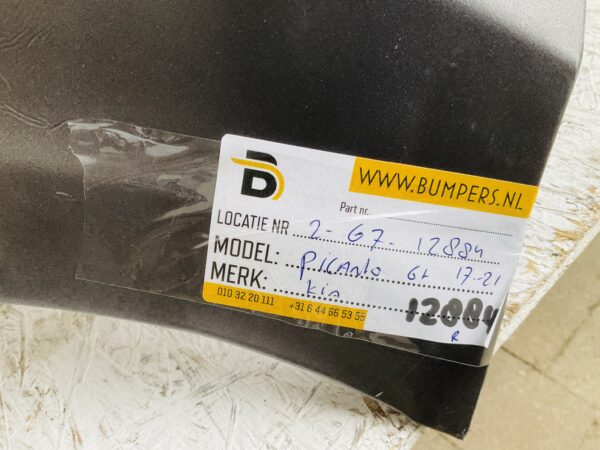 B
WWW.BUMPERS.NL
Part nr.
LOCATIE NR 2-G7-12884
MODEL: PICANTO Gt 17-21
MERK: Kia
010 32 20 111 +31 6 44 66 53 56
12884
R